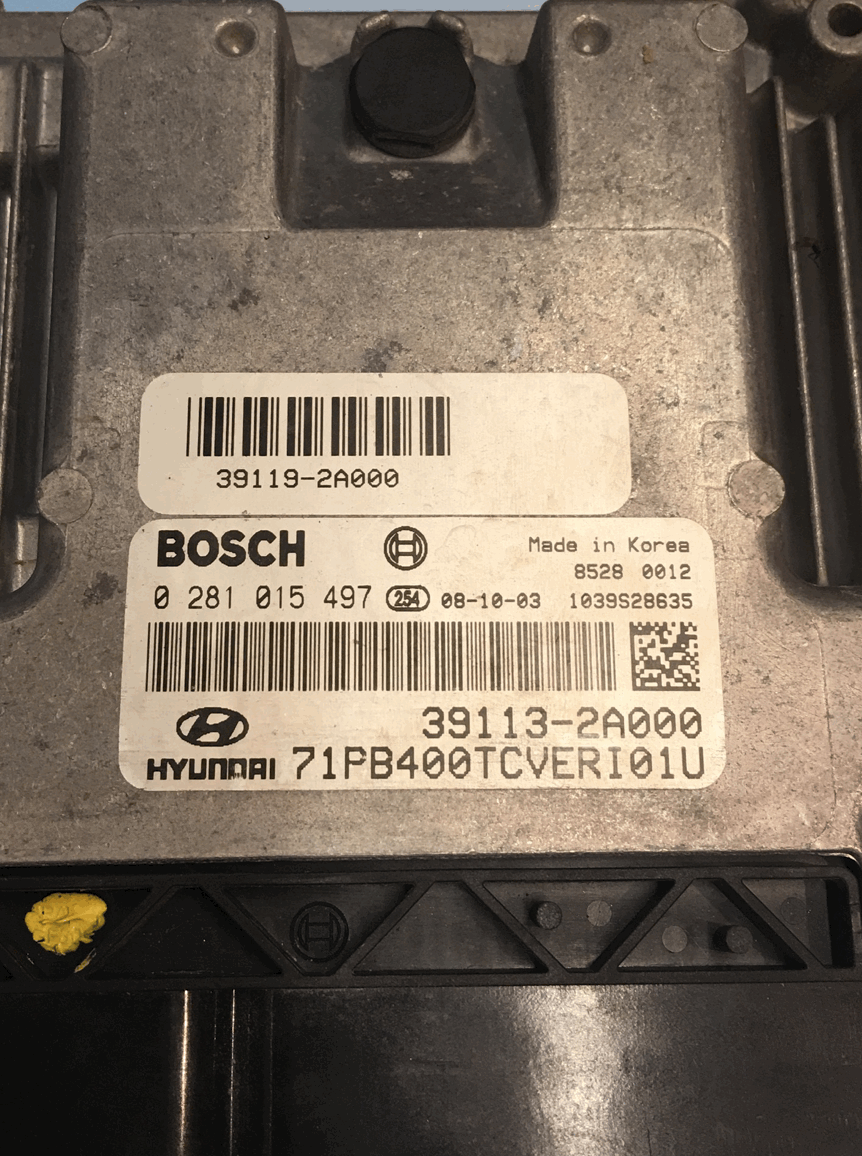 39119-2A000
BOSCH
Made in Korea
8528 0012
0 281 015 497 254 08-10-03 1039S28635
39113-2A000
HYUNDAI 71PB400TCVERI01U